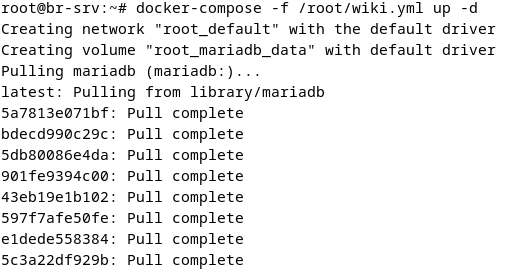 root@br-srv:~# docker-compose -f /root/wiki.yml up -d
Creating network "root_default" with the default driver
Creating volume "root_mariadb_data" with default driver
Pulling mariadb (mariadb:)...
latest: Pulling from library/mariadb
5a7813e071bf: Pull complete
bdecd990c29c: Pull complete
5db80086e4da: Pull complete
901fe9394c00: Pull complete
43eb19e1b102: Pull complete
597f7afe50fe: Pull complete
e1dede558384: Pull complete
5c3a22df929b: Pull complete